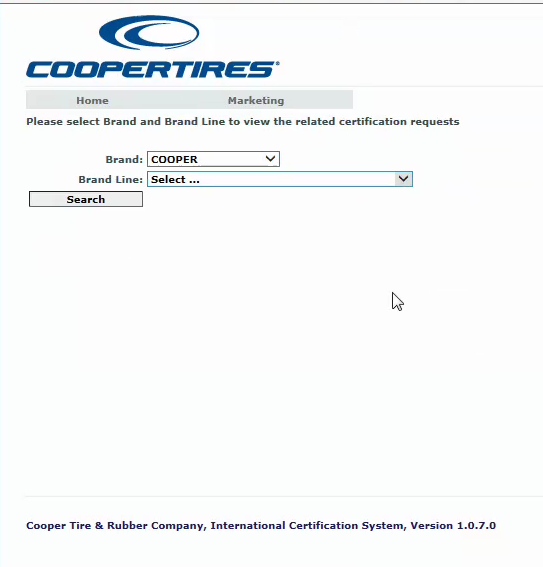 COOPERTIRES®
Home Marketing
Please select Brand and Brand Line to view the related certification requests
Brand: COOPER
Brand Line: Select ...
Search
Cooper Tire & Rubber Company, International Certification System, Version 1.0.7.0